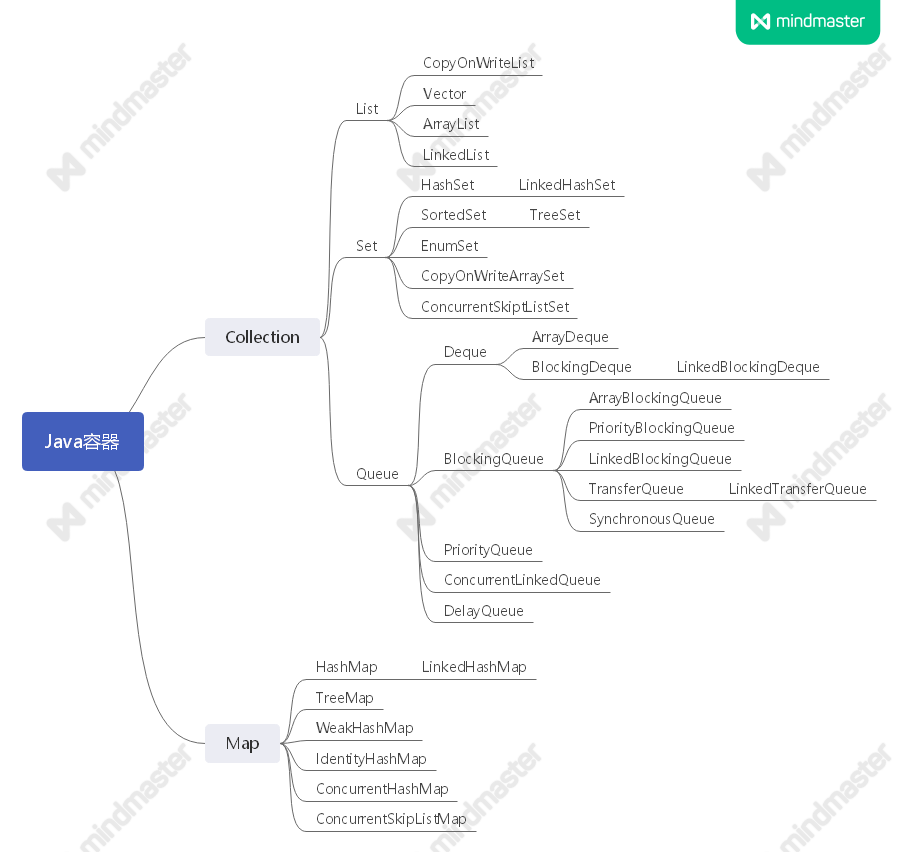 mindmaster
CopyOnWriteList
Vector
ArrayList
LinkedList
List
HashSet
LinkedHashSet
SortedSet
TreeSet
EnumSet
CopyOnWriteArraySet
ConcurrentSkiptListSet
Set
Collection
ArrayDeque
BlockingDeque
LinkedBlockingDeque
Deque
ArrayBlockingQueue
PriorityBlockingQueue
LinkedBlockingQueue
TransferQueue
LinkedTransferQueue
SynchronousQueue
BlockingQueue
Queue
PriorityQueue
ConcurrentLinkedQueue
DelayQueue
Java容器
HashMap
LinkedHashMap
TreeMap
WeakHashMap
IdentityHashMap
ConcurrentHashMap
ConcurrentSkipListMap
Map
mindmaster
mindmaster
mindmaster
mindmaster
mindmaster
mindmaster
mindmaster
mindmaster
mindmaster